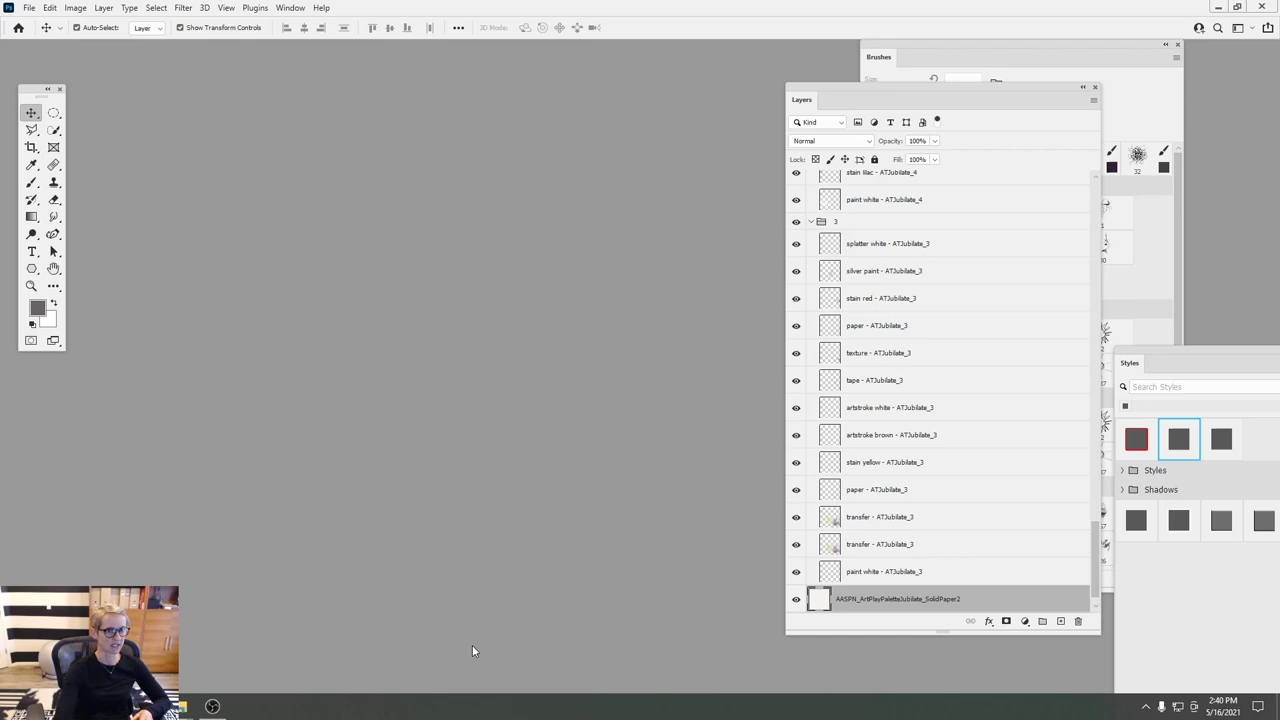 Ps File Edit Image Layer Type Select Filter 3D View Plugins Window Help
Auto-Select: Layer Show Transform Controls 3D Mode:
Brushes
Size:
Layers
Kind
Normal Opacity: 100%
Lock: Fill: 100%
stain lilac - ATJubilate_4
paint white - ATJubilate_4
3
splatter white - ATJubilate_3
silver paint - ATJubilate_3
stain red - ATJubilate_3
paper - ATJubilate_3
texture - ATJubilate_3
tape - ATJubilate_3
artstroke white - ATJubilate_3
artstroke brown - ATJubilate_3
stain yellow - ATJubilate_3
paper - ATJubilate_3
transfer - ATJubilate_3
transfer - ATJubilate_3
paint white - ATJubilate_3
AASPN_ArtPlayPaletteJubilate_SolidPaper2
fx
32
Styles
Search Styles
Styles
Shadows
2:40 PM
5/16/2021